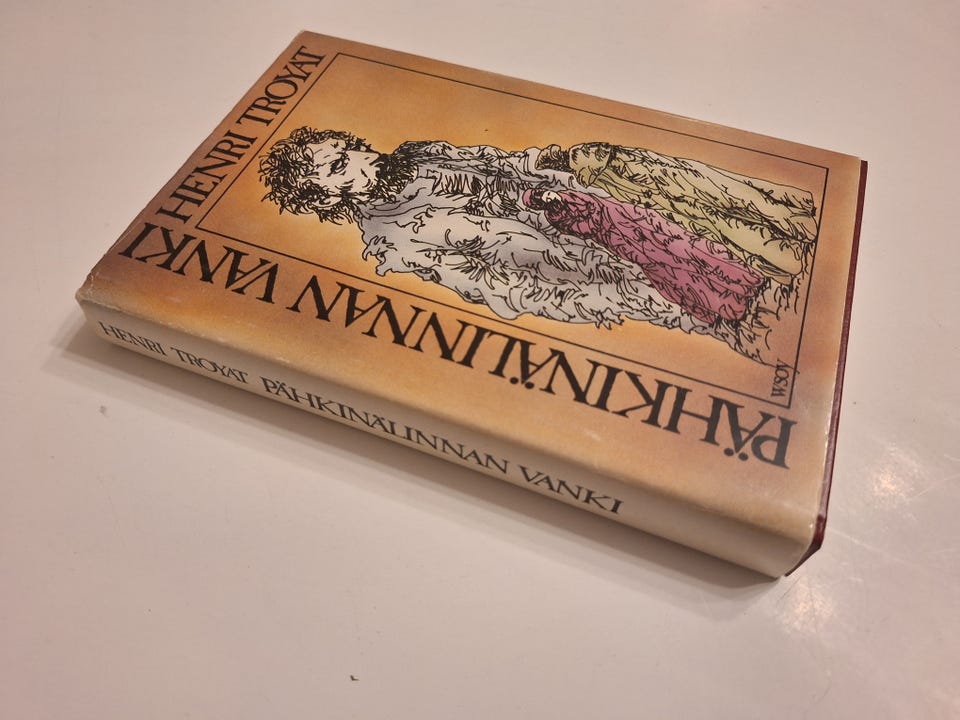 HENRI TROYAT
PÄHKINÄLINNAN VANKI
WSOY
HENRI TROYAT PÄHKINÄLINNAN VANKI